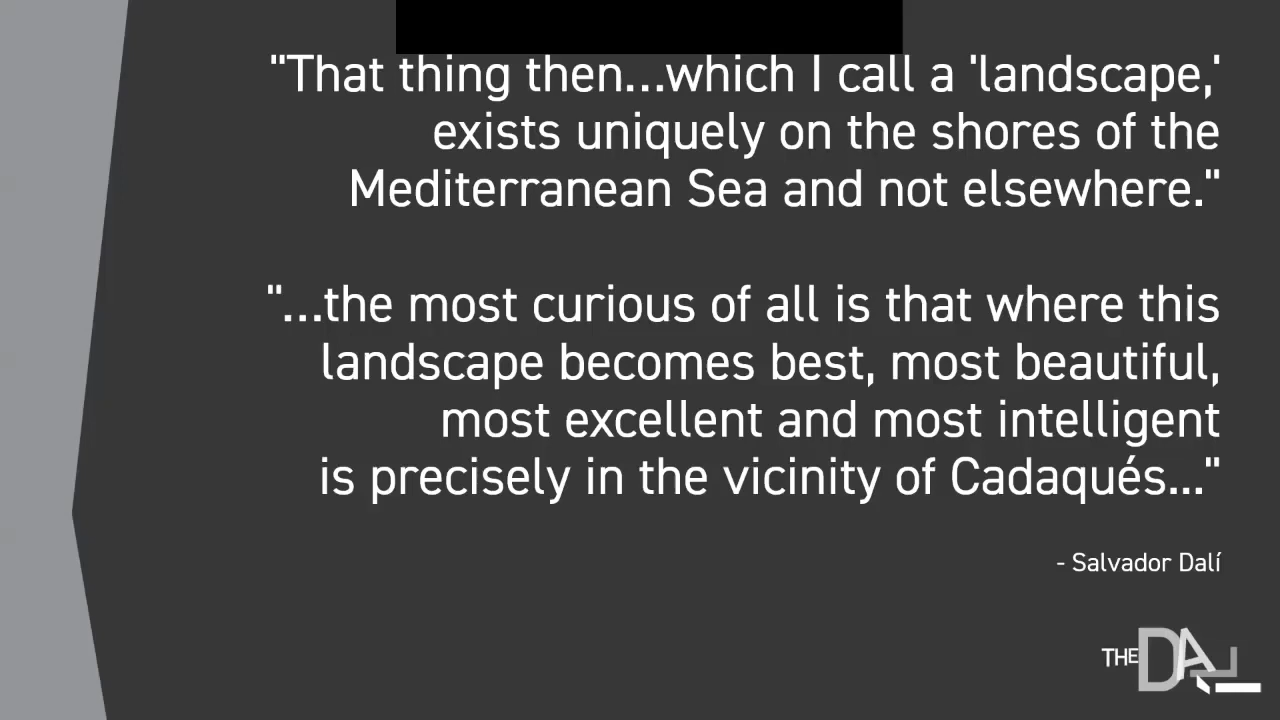 "That thing then...which I call a 'landscape,'
exists uniquely on the shores of the
Mediterranean Sea and not elsewhere."
"...the most curious of all is that where this
landscape becomes best, most beautiful,
most excellent and most intelligent
is precisely in the vicinity of Cadaqués..."
- Salvador Dalí
THE DALÍ